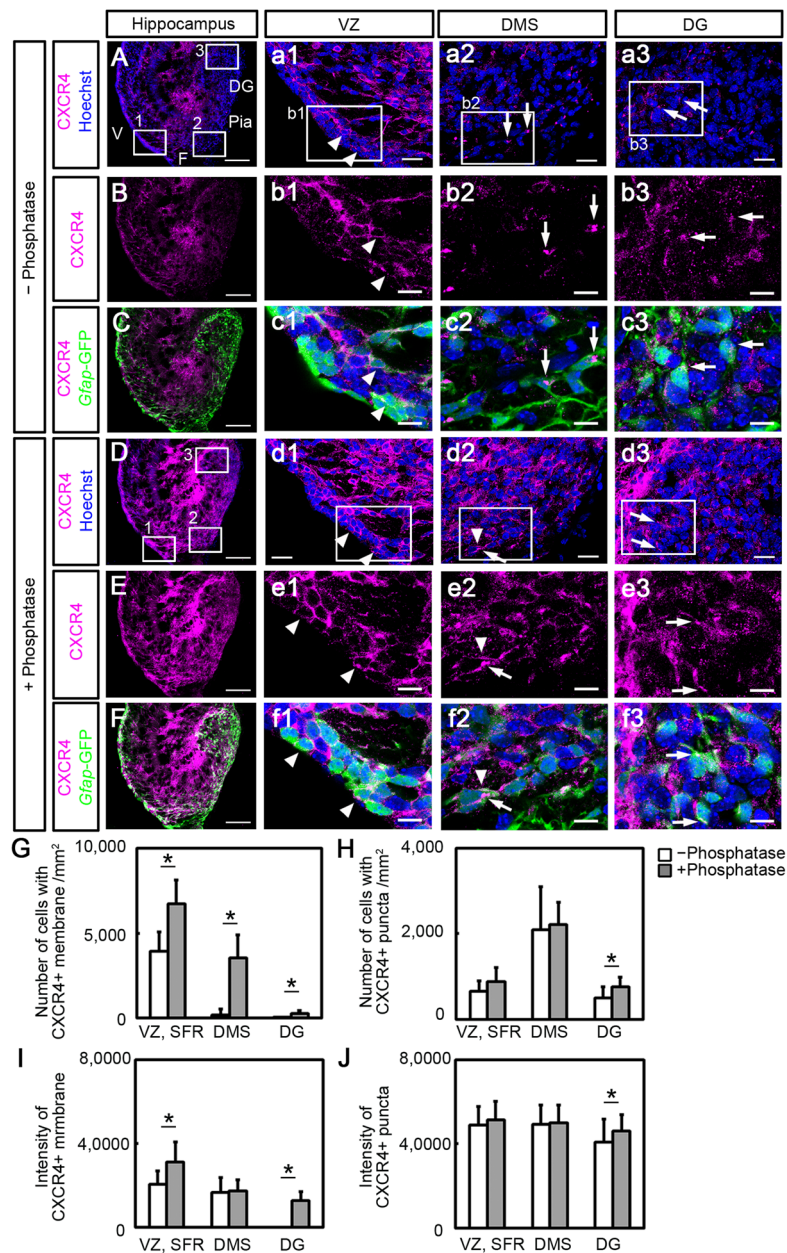 Hippocampus
VZ
DMS
DG
− Phosphatase
CXCR4
Hoechst
A
3
DG
Pia
V
1
2
F
a1
b1
a2
b2
a3
b3
CXCR4
B
b1
b2
b3
CXCR4
Gfap-GFP
C
c1
c2
c3
+ Phosphatase
CXCR4
Hoechst
D
3
1
2
d1
d2
d3
CXCR4
E
e1
e2
e3
CXCR4
Gfap-GFP
F
f1
f2
f3
G
Number of cells with
CXCR4+ membrane /mm²
10,000
5,000
0
*
*
*
VZ, SFR
DMS
DG
H
Number of cells with
CXCR4+ puncta /mm²
4,000
2,000
0
*
VZ, SFR
DMS
DG
−Phosphatase
+Phosphatase
I
Intensity of
CXCR4+ mrmbrane
8,0000
4,0000
0
*
*
VZ, SFR
DMS
DG
J
Intensity of
CXCR4+ puncta
8,0000
4,0000
0
*
VZ, SFR
DMS
DG